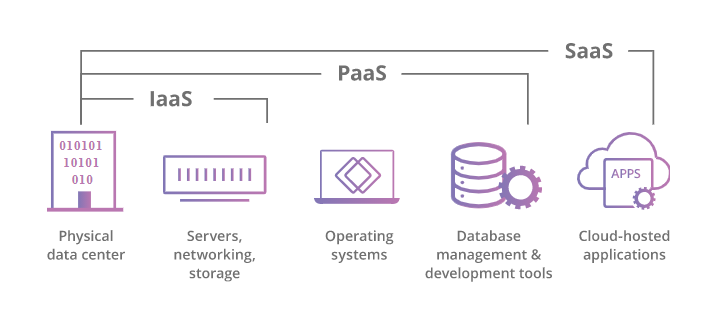 SaaS
PaaS
IaaS
010101
10101
010
APPS
Physical
data center
Servers,
networking,
storage
Operating
systems
Database
management &
development tools
Cloud-hosted
applications